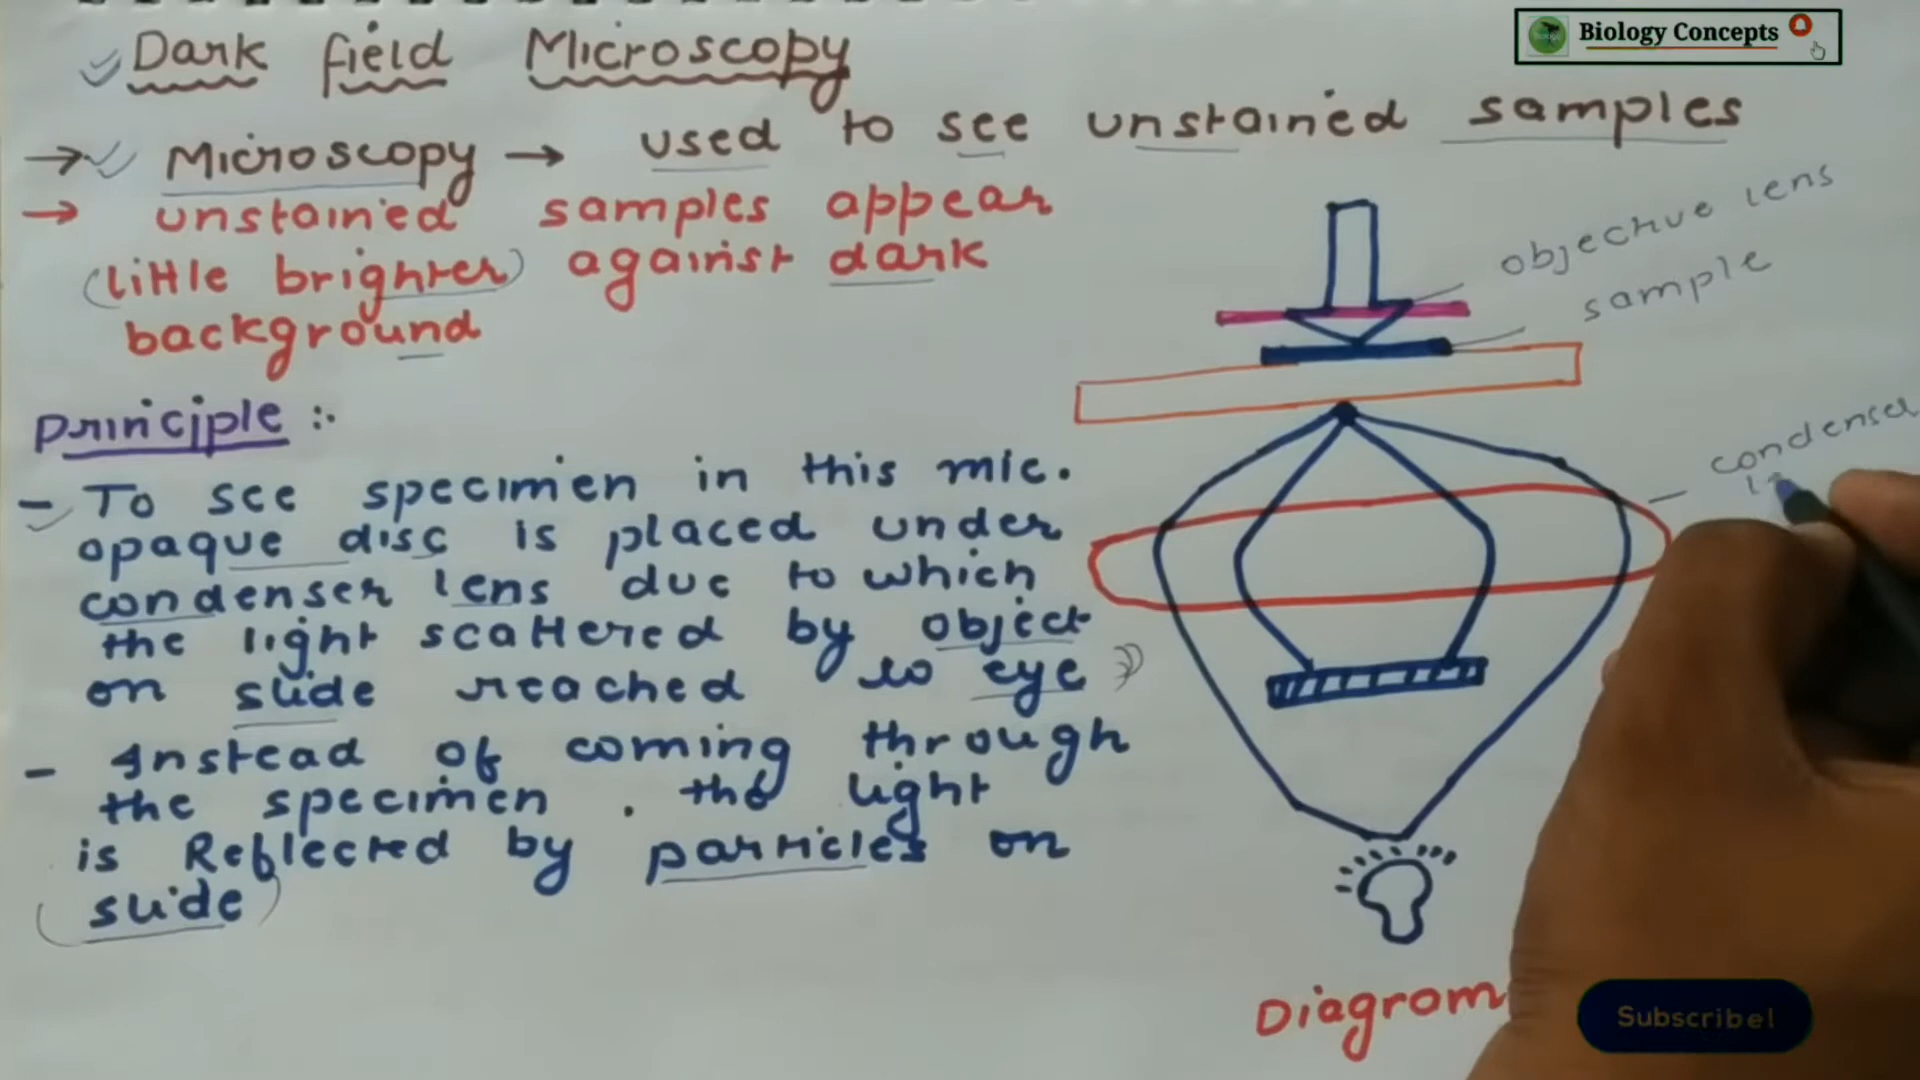 Biology Concepts
Dark field Microscopy
→ Microscopy → used to see unstained samples
→ unstained samples appear
(little brighter) against dark
background
Principle :-
- To see specimen in this mic.
opaque disc is placed under
condenser lens due to which
the light scattered by object
on slide reached to eye
- Instead of coming through
the specimen . the light
is Reflected by particles on
slide
objective lens
sample
condenser
Diagram
Subscribe!